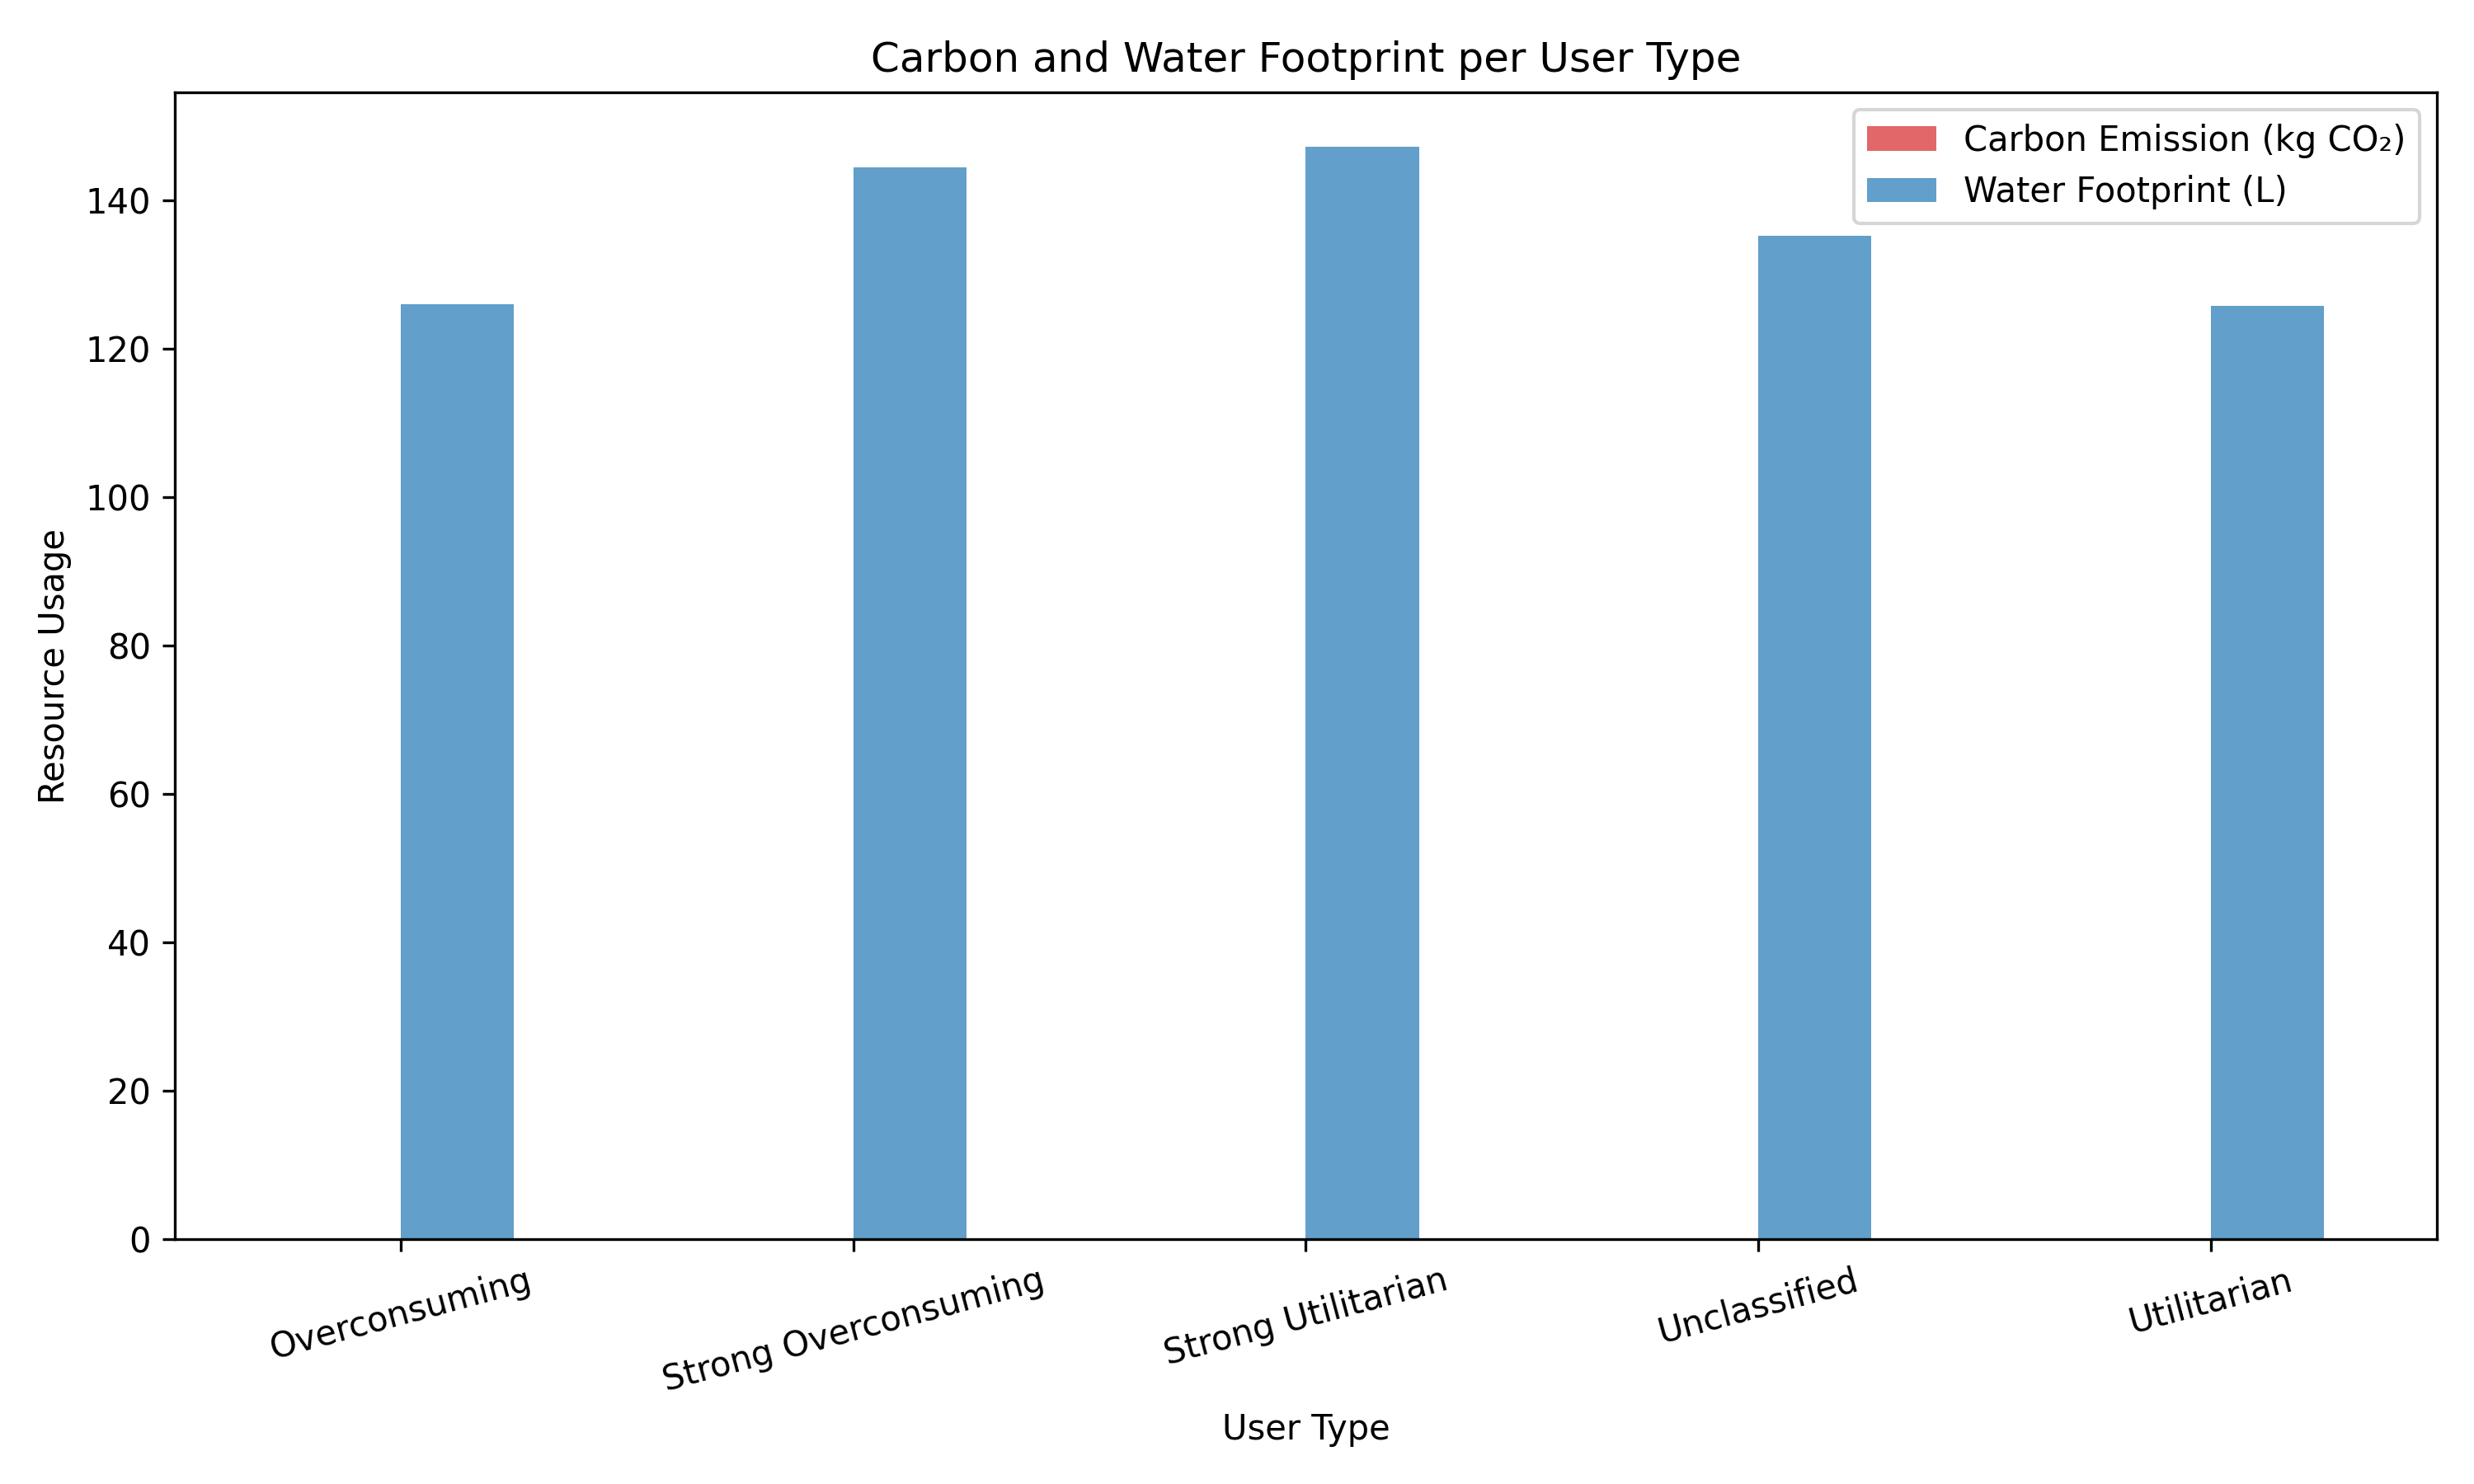 Carbon and Water Footprint per User Type
Carbon Emission (kg CO₂)
Water Footprint (L)
Resource Usage
140
120
100
80
60
40
20
0
Overconsuming
Strong Overconsuming
Strong Utilitarian
Unclassified
Utilitarian
User Type